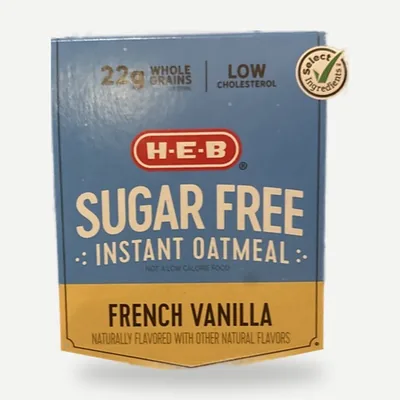 22g WHOLE GRAINS
LOW CHOLESTEROL
Select Ingredients
H-E-B®
SUGAR FREE
INSTANT OATMEAL
NOT A LOW CALORIE FOOD
FRENCH VANILLA
NATURALLY FLAVORED WITH OTHER NATURAL FLAVORS